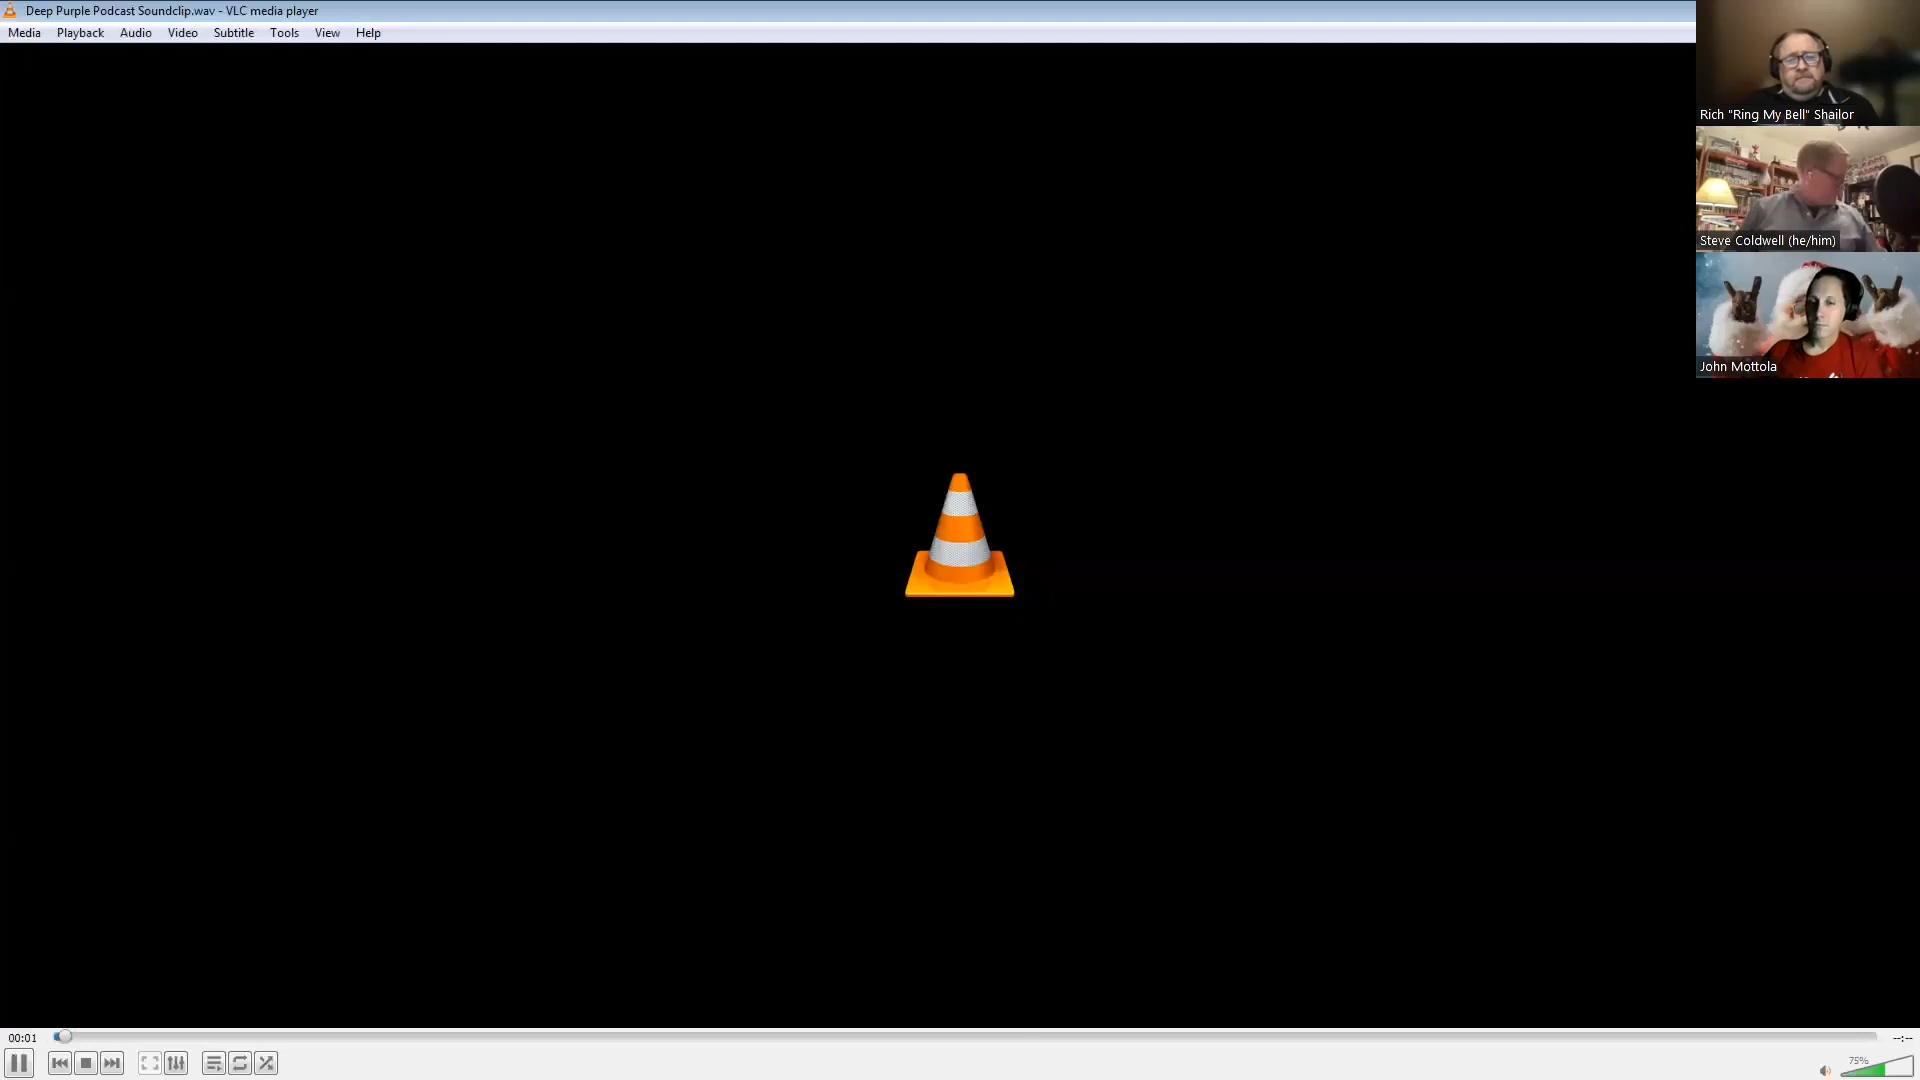 Deep Purple Podcast Soundclip.wav - VLC media player
Media Playback Audio Video Subtitle Tools View Help
Rich "Ring My Bell" Shailor
Steve Coldwell (he/him)
John Mottola
00:01
--:--
75%